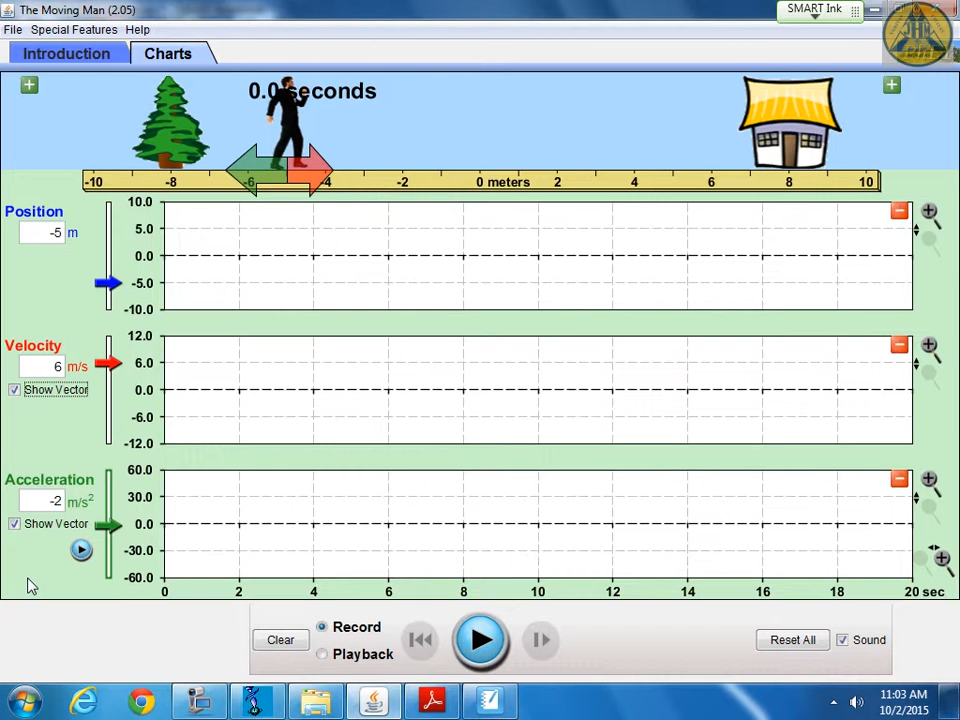 The Moving Man (2.05)
SMART Ink
File Special Features Help
JHM
Introduction Charts
0.0 seconds
-10 -8 -6 -4 -2 0 meters 2 4 6 8 10
Position
-5 m
10.0
5.0
0.0
-5.0
-10.0
Velocity
6 m/s
Show Vector
12.0
6.0
0.0
-6.0
-12.0
Acceleration
-2 m/s²
Show Vector
60.0
30.0
0.0
-30.0
-60.0
0 2 4 6 8 10 12 14 16 18 20 sec
Clear
Record
Playback
Reset All
Sound
11:03 AM
10/2/2015